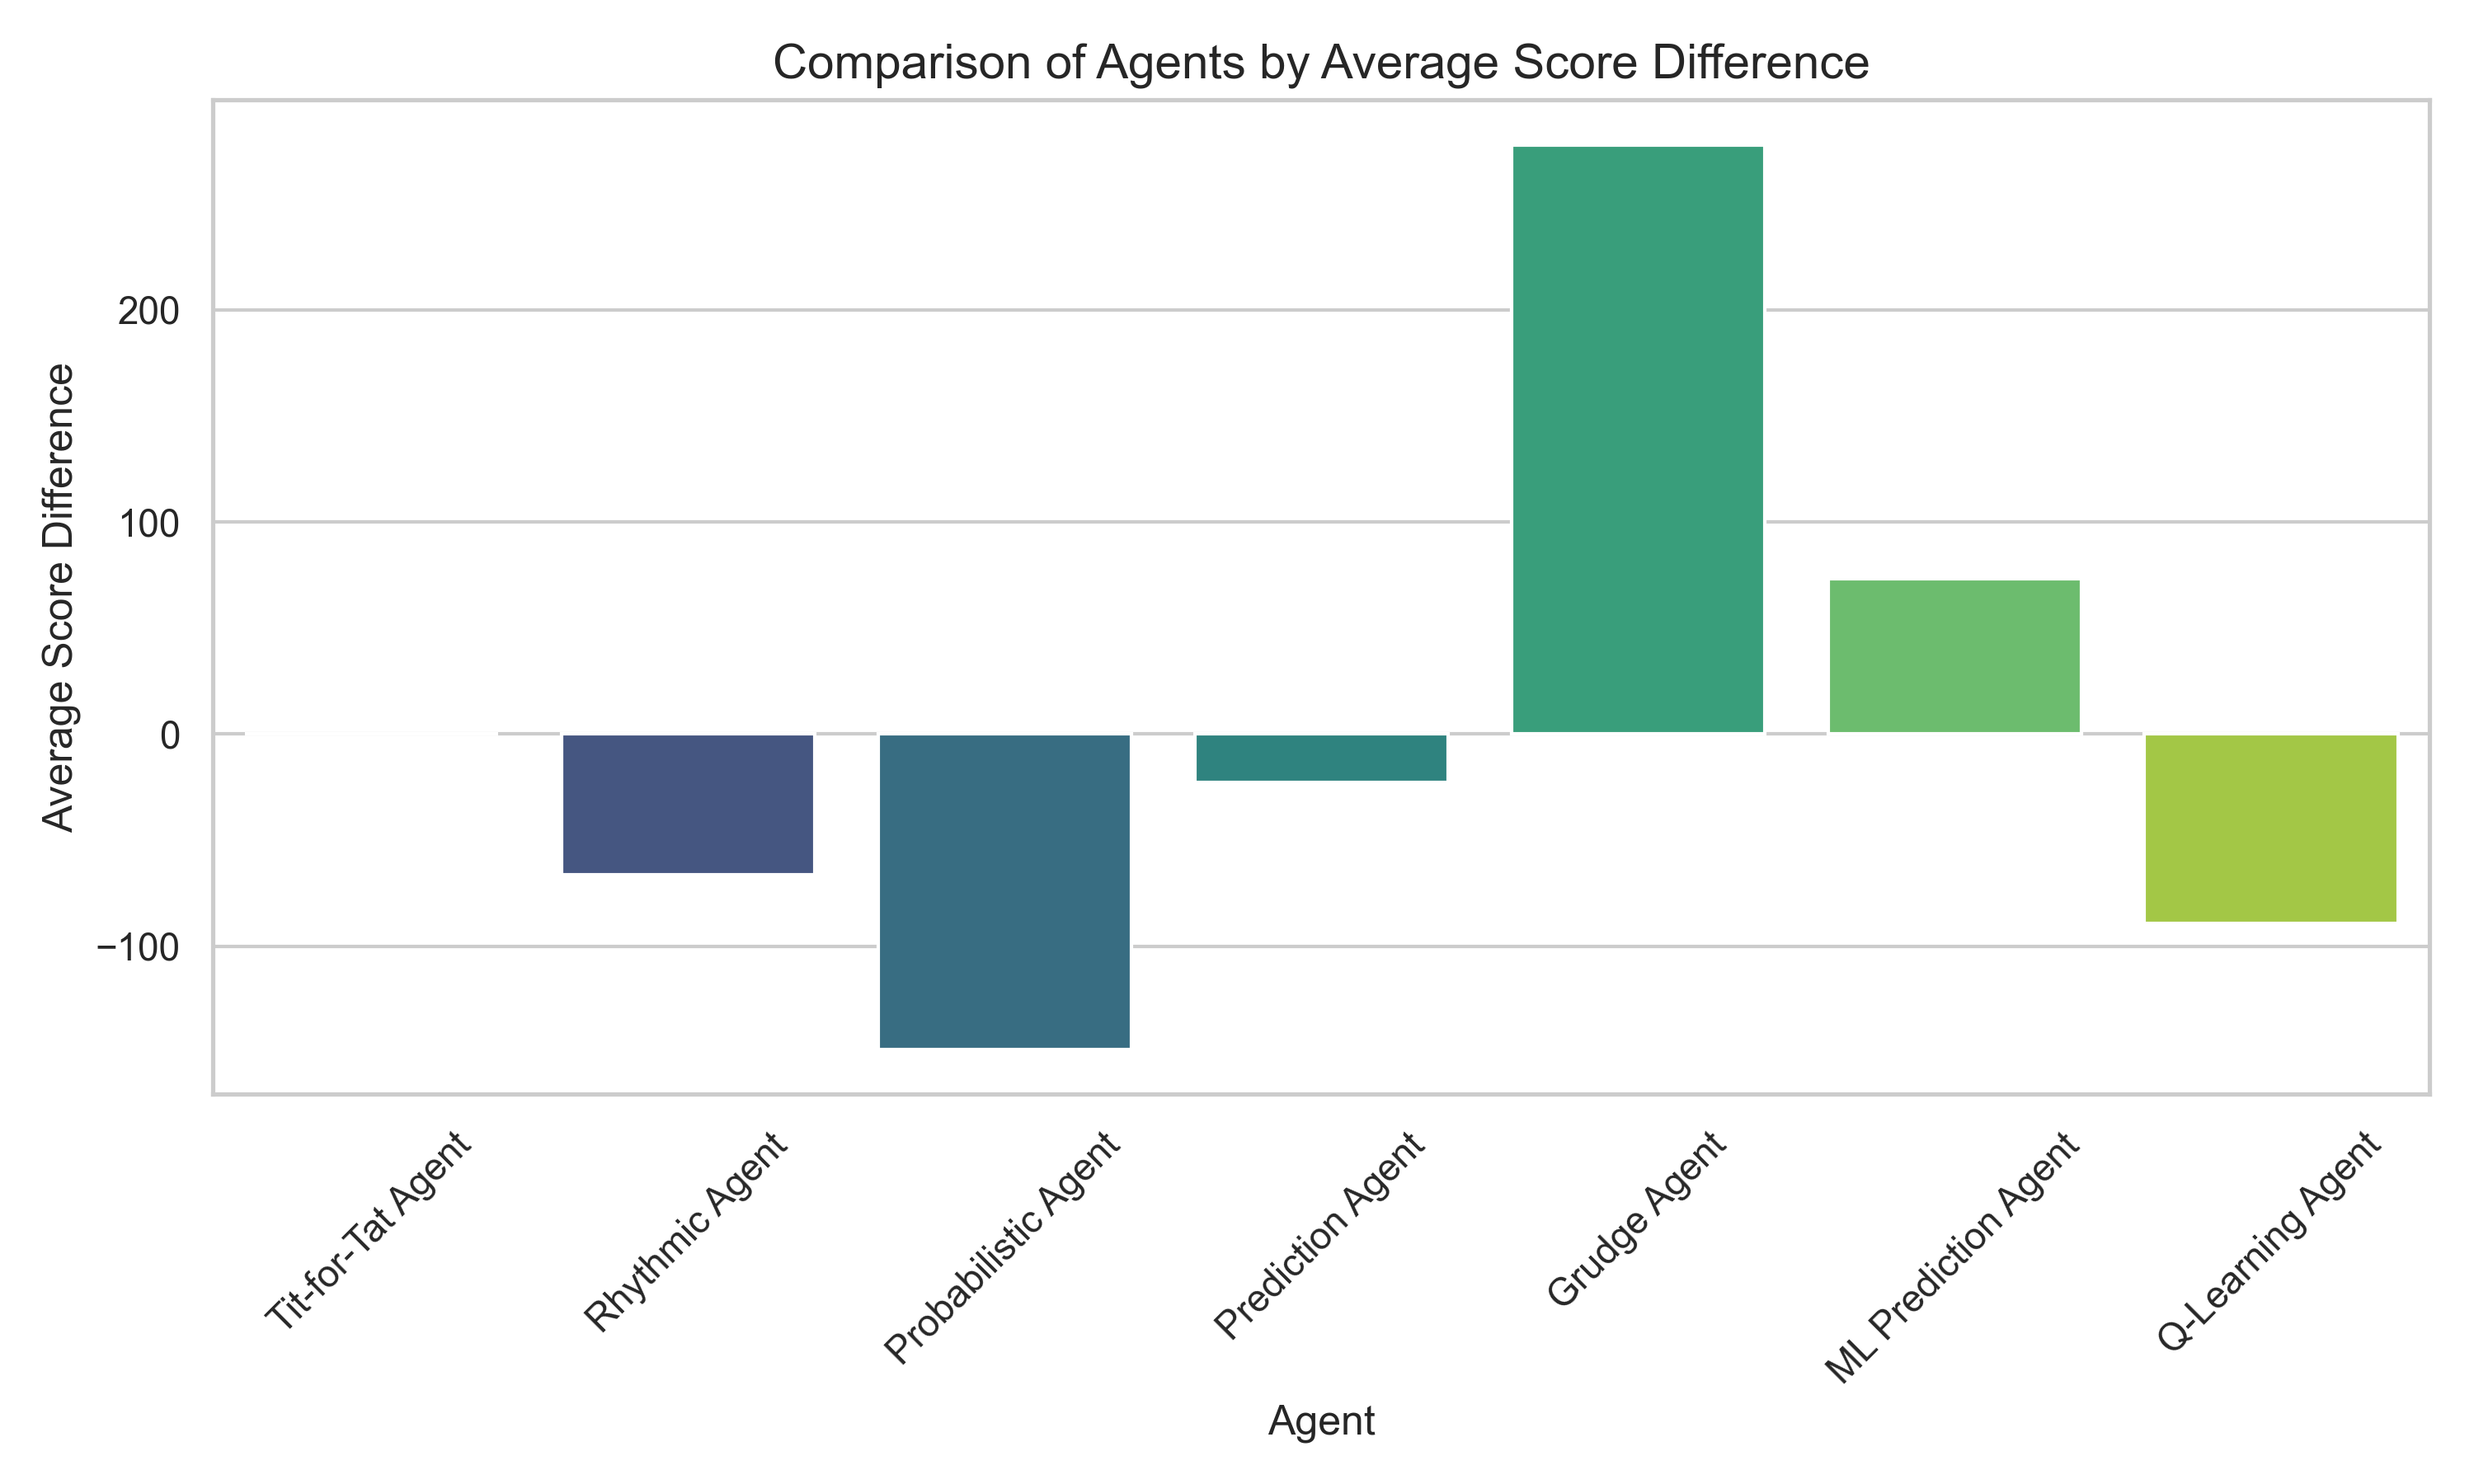 Comparison of Agents by Average Score Difference
Average Score Difference
200
100
0
−100
Tit-for-Tat Agent
Rhythmic Agent
Probabilistic Agent
Prediction Agent
Grudge Agent
ML Prediction Agent
Q-Learning Agent
Agent